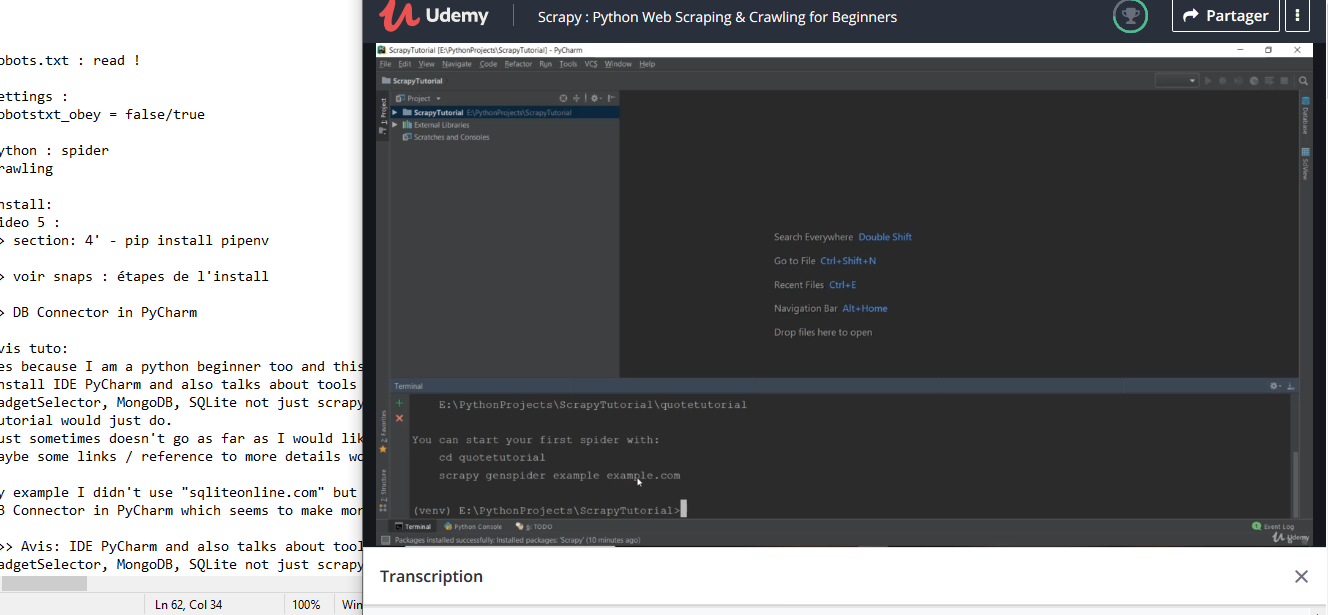 obots.txt : read !
ettings :
obotstxt_obey = false/true
ython : spider
rawling
nstall:
ideo 5 :
> section: 4' - pip install pipenv
> voir snaps : étapes de l'install
> DB Connector in PyCharm
vis tuto:
es because I am a python beginner too and this
nstall IDE PyCharm and also talks about tools
adgetSelector, MongoDB, SQLite not just scrapy
utorial would just do.
ust sometimes doesn't go as far as I would lik
aybe some links / reference to more details wo
y example I didn't use "sqliteonline.com" but
B Connector in PyCharm which seems to make mor
>> Avis: IDE PyCharm and also talks about tool
adgetSelector, MongoDB, SQLite not just scrapy
Ln 62, Col 34 100% Win
Udemy Scrapy : Python Web Scraping & Crawling for Beginners Partager
ScrapyTutorial [E:\PythonProjects\ScrapyTutorial] - PyCharm
File Edit View Navigate Code Refactor Run Tools VCS Window Help
ScrapyTutorial
1: Project
Project
ScrapyTutorial E:\PythonProjects\ScrapyTutorial
External Libraries
Scratches and Consoles
Database
SciView
Search Everywhere Double Shift
Go to File Ctrl+Shift+N
Recent Files Ctrl+E
Navigation Bar Alt+Home
Drop files here to open
2: Favorites
2: Structure
Terminal
E:\PythonProjects\ScrapyTutorial\quotetutorial
You can start your first spider with:
cd quotetutorial
scrapy genspider example example.com
(venv) E:\PythonProjects\ScrapyTutorial>
Terminal Python Console 6: TODO Event Log
Packages installed successfully: Installed packages: 'Scrapy' (10 minutes ago)
Udemy
Transcription